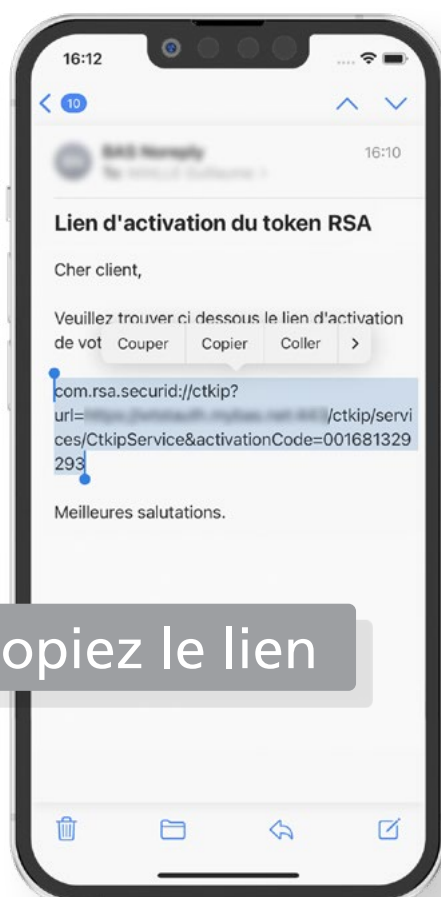 16:12
10
16:10
Lien d'activation du token RSA
Cher client,
Veuillez trouver ci dessous le lien d'activation
de vot
Couper Copier Coller
com.rsa.securid://ctkip?
url= /ctkip/servi
ces/CtkipService&activationCode=001681329
293
Meilleures salutations.
opiez le lien